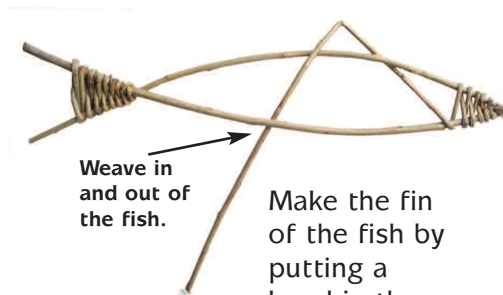 Weave in
and out of
the fish.
Make the fin
of the fish by
putting a